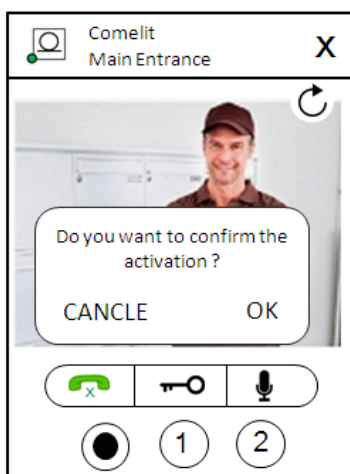 Comelit
Main Entrance
X
Do you want to confirm the
activation ?
CANCLE OK
x
1 2